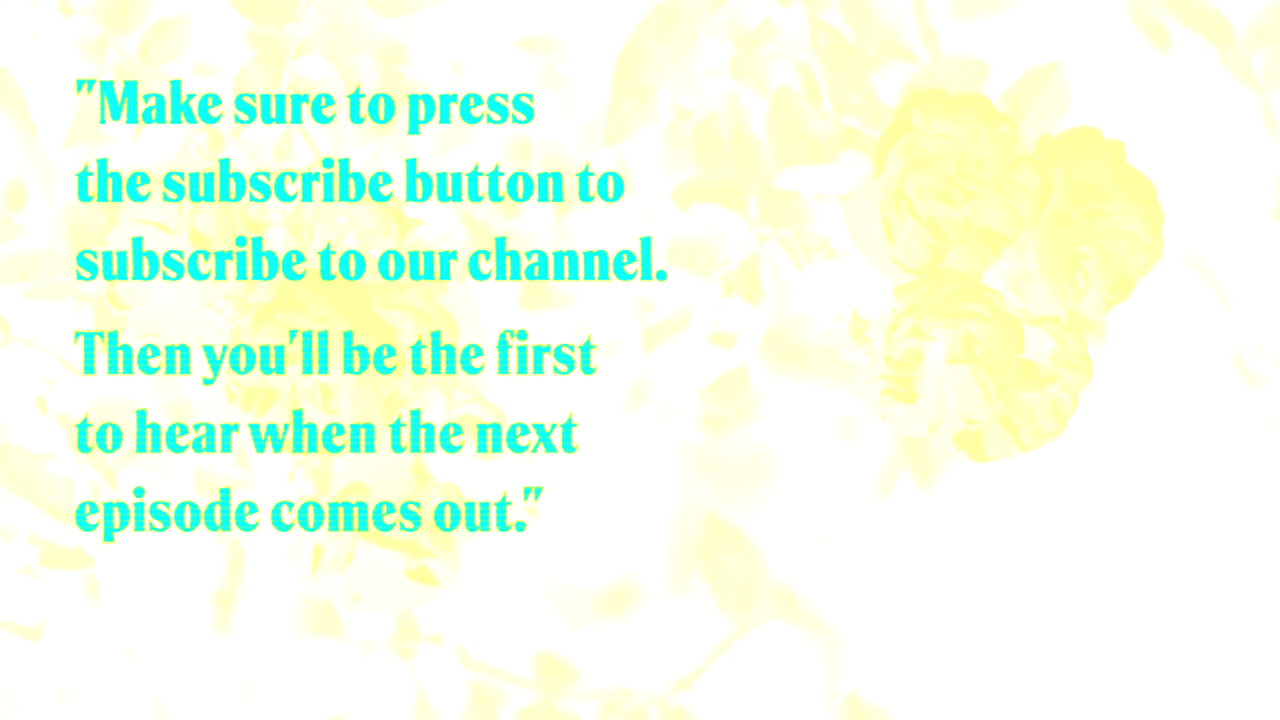 "Make sure to press
the subscribe button to
subscribe to our channel.
Then you'll be the first
to hear when the next
episode comes out."